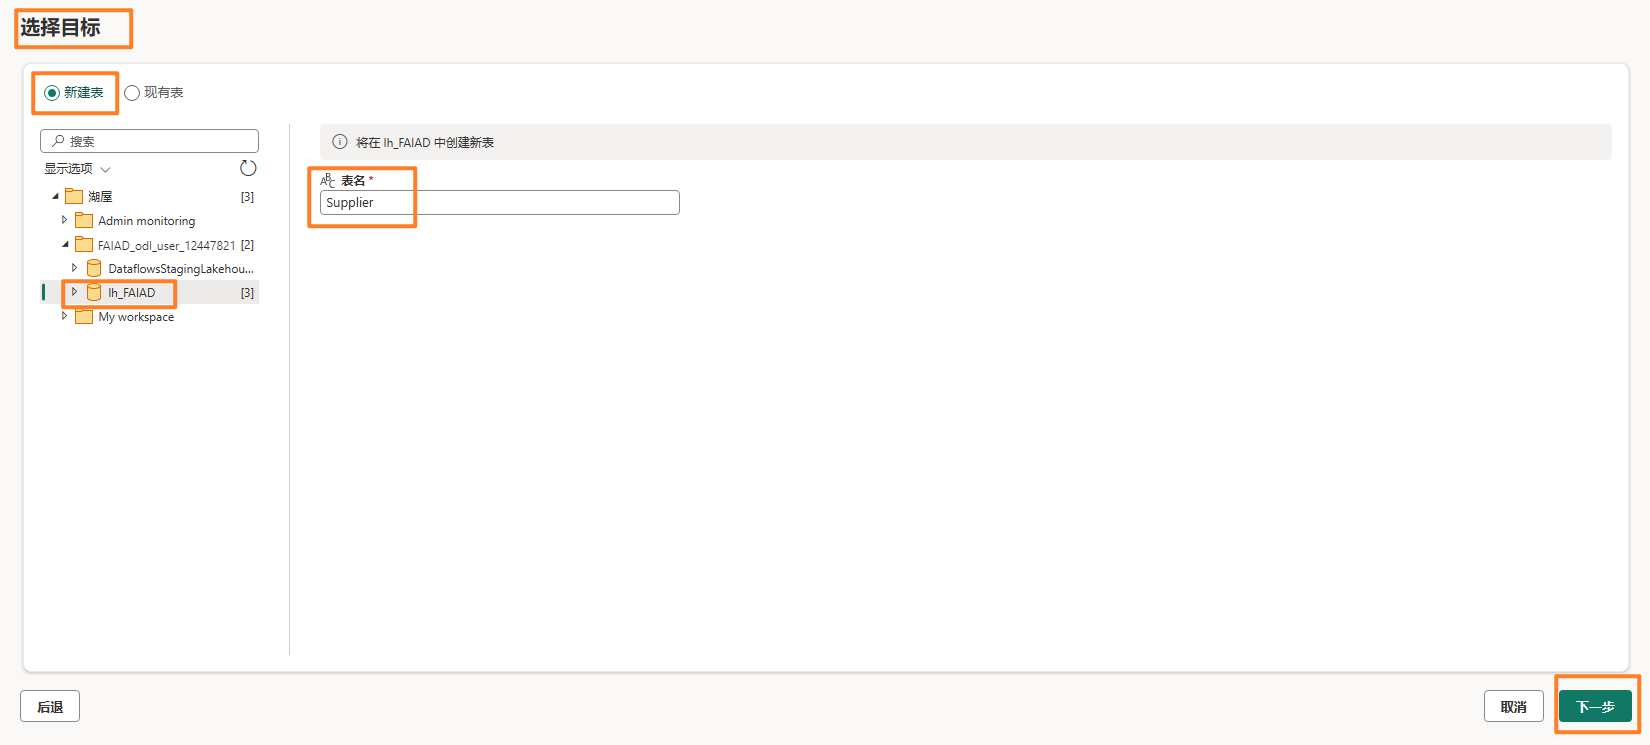 选择目标
新建表 现有表
搜索
显示选项
湖屋 [3]
Admin monitoring
FAIAD_odl_user_12447821 [2]
DataflowsStagingLakehou...
lh_FAIAD [3]
My workspace
将在 lh_FAIAD 中创建新表
ABC 表名 *
Supplier
后退 取消 下一步